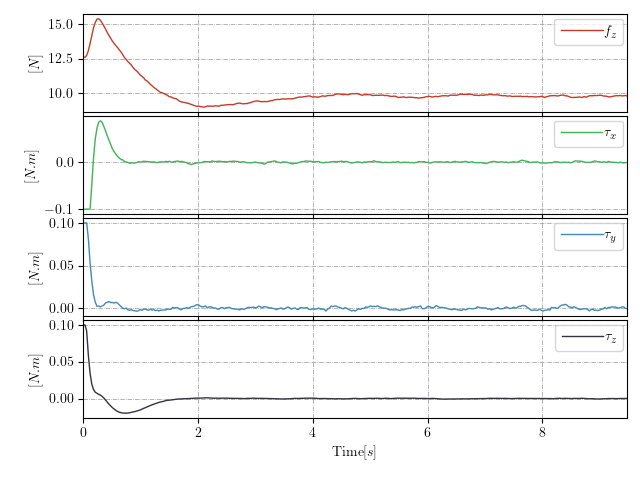 15.0
12.5
10.0
[N]
f_z
0.0
−0.1
[N.m]
τ_x
0.10
0.05
0.00
[N.m]
τ_y
0.10
0.05
0.00
[N.m]
τ_z
0 2 4 6 8
Time[s]